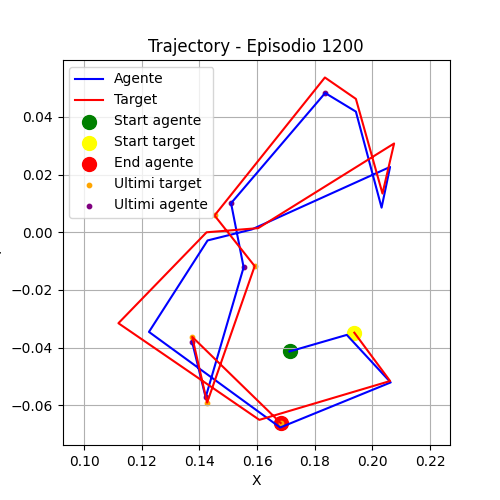 Trajectory - Episodio 1200
Agente
Target
Start agente
Start target
End agente
Ultimi target
Ultimi agente
0.04
0.02
0.00
−0.02
−0.04
−0.06
0.10 0.12 0.14 0.16 0.18 0.20 0.22
X